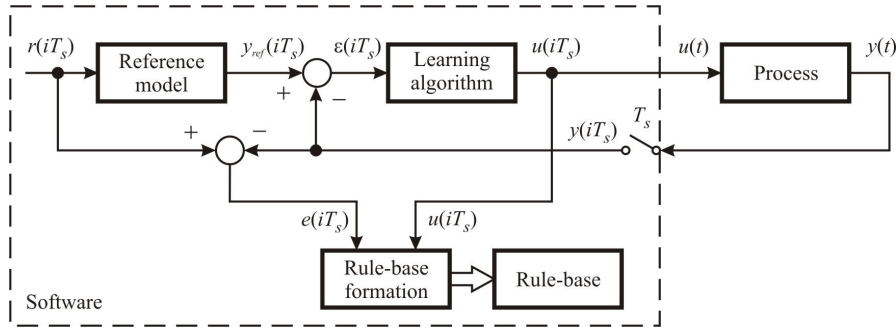 r(iTₛ)
Reference
model
y_ref(iTₛ)
ε(iTₛ)
Learning
algorithm
u(iTₛ)
u(t)
Process
y(t)
+
−
+
−
y(iTₛ)
Tₛ
e(iTₛ)
u(iTₛ)
Rule-base
formation
Rule-base
Software